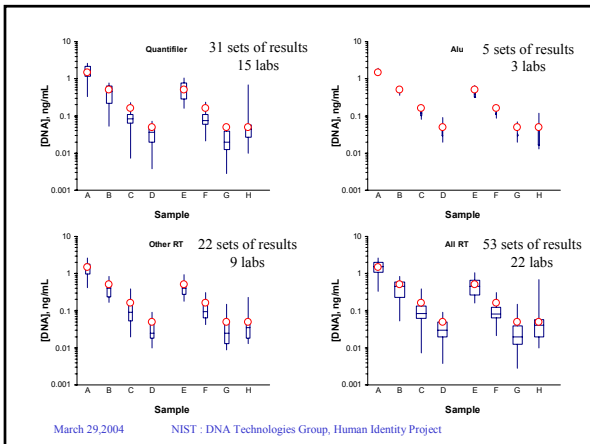 Quantifiler 31 sets of results
15 labs
[DNA], ng/mL
10
1
0.1
0.01
0.001
A B C D E F G H
Sample
Alu 5 sets of results
3 labs
[DNA], ng/mL
10
1
0.1
0.01
0.001
A B C D E F G H
Sample
Other RT 22 sets of results
9 labs
[DNA], ng/mL
10
1
0.1
0.01
0.001
A B C D E F G H
Sample
All RT 53 sets of results
22 labs
[DNA], ng/mL
10
1
0.1
0.01
0.001
A B C D E F G H
Sample
March 29,2004 NIST : DNA Technologies Group, Human Identity Project